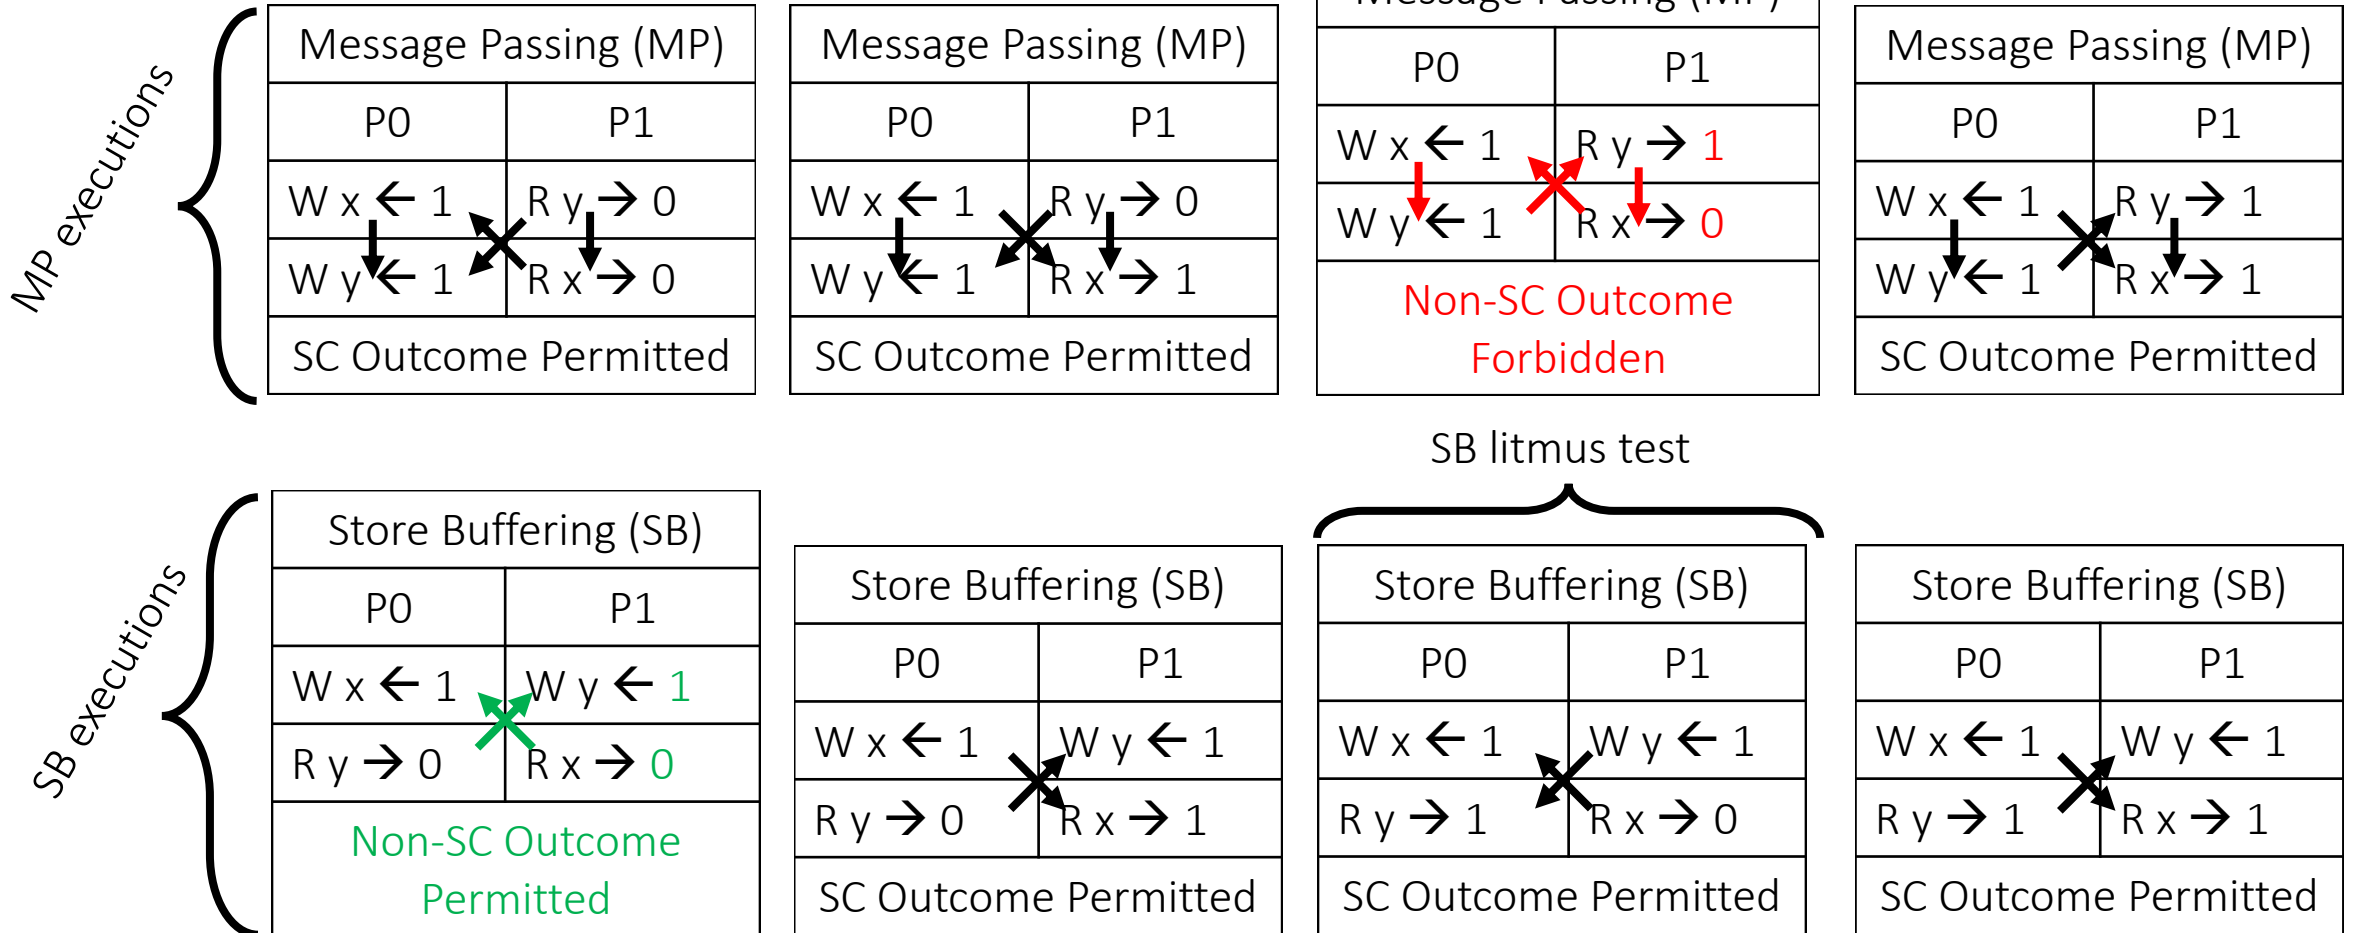 MP executions
Message Passing (MP)
P0 P1
W x ← 1 R y → 0
W y ← 1 R x → 0
SC Outcome Permitted
Message Passing (MP)
P0 P1
W x ← 1 R y → 0
W y ← 1 R x → 1
SC Outcome Permitted
Message Passing (MP)
P0 P1
W x ← 1 R y → 1
W y ← 1 R x → 0
Non-SC Outcome
Forbidden
Message Passing (MP)
P0 P1
W x ← 1 R y → 1
W y ← 1 R x → 1
SC Outcome Permitted
SB litmus test
SB executions
Store Buffering (SB)
P0 P1
W x ← 1 W y ← 1
R y → 0 R x → 0
Non-SC Outcome
Permitted
Store Buffering (SB)
P0 P1
W x ← 1 W y ← 1
R y → 0 R x → 1
SC Outcome Permitted
Store Buffering (SB)
P0 P1
W x ← 1 W y ← 1
R y → 1 R x → 0
SC Outcome Permitted
Store Buffering (SB)
P0 P1
W x ← 1 W y ← 1
R y → 1 R x → 1
SC Outcome Permitted